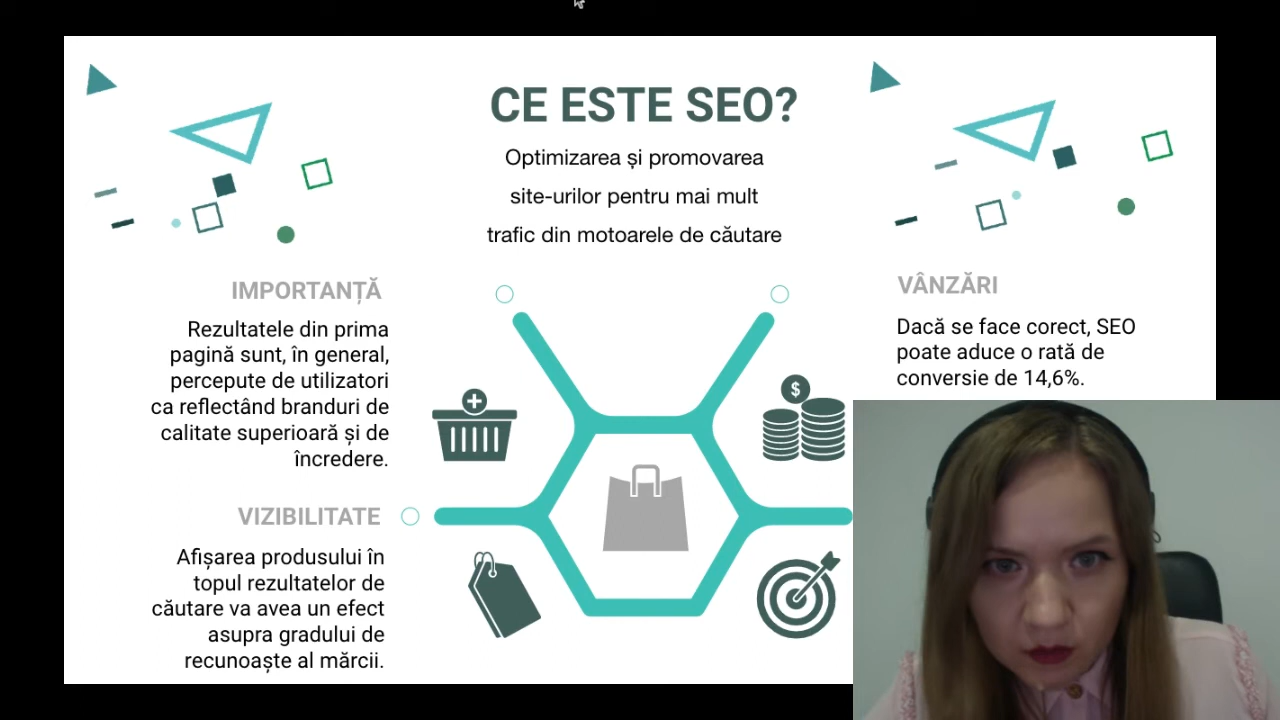 CE ESTE SEO?
Optimizarea și promovarea
site-urilor pentru mai mult
trafic din motoarele de căutare
IMPORTANȚĂ
Rezultatele din prima
pagină sunt, în general,
percepute de utilizatori
ca reflectând branduri de
calitate superioară și de
încredere.
VIZIBILITATE
Afișarea produsului în
topul rezultatelor de
căutare va avea un efect
asupra gradului de
recunoaște al mărcii.
VÂNZĂRI
Dacă se face corect, SEO
poate aduce o rată de
conversie de 14,6%.
$